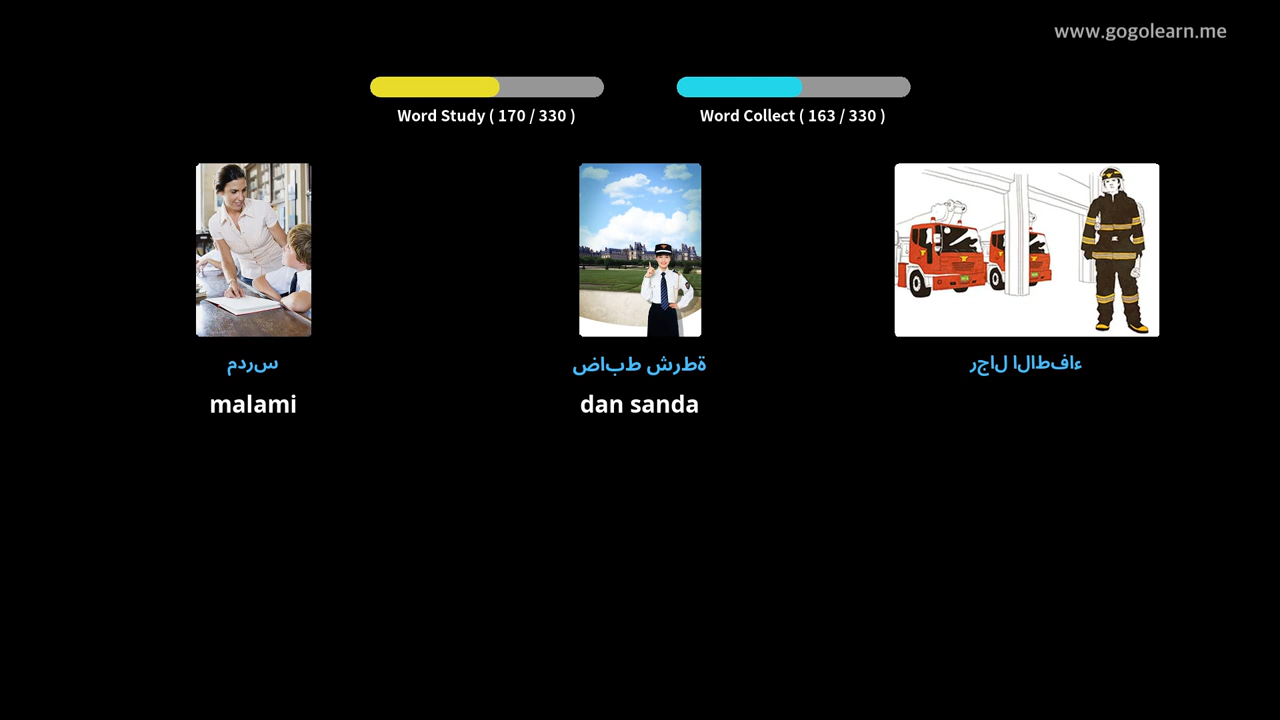 www.gogolearn.me
Word Study ( 170 / 330 )
Word Collect ( 163 / 330 )
سردم
ةطرش طباض
ءافطالا لاجر
malami
dan sanda